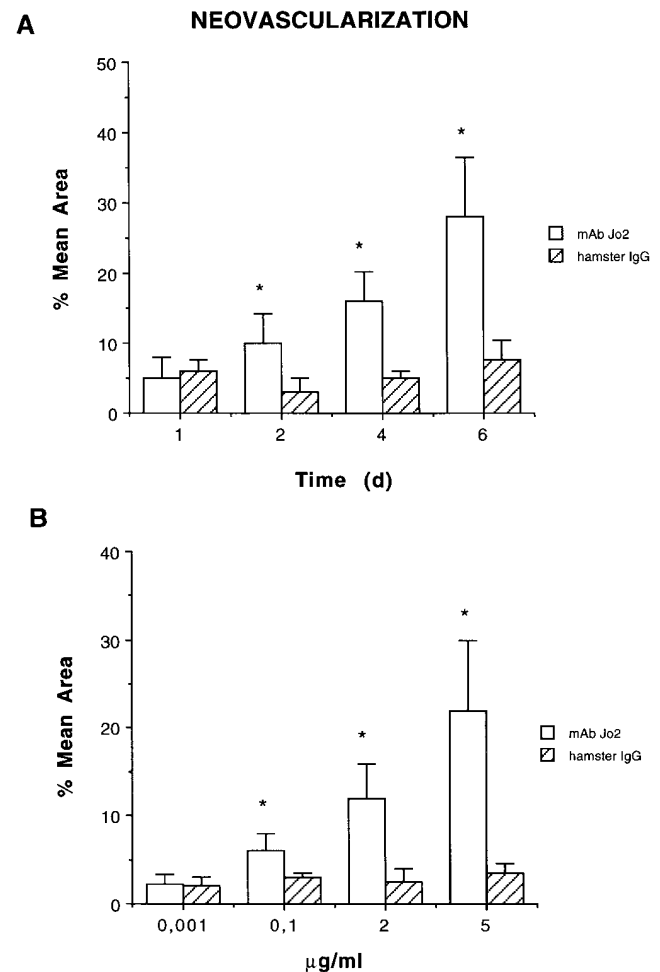 A
NEOVASCULARIZATION
50
40
30
20
10
0
% Mean Area
*
*
*
mAb Jo2
hamster IgG
1 2 4 6
Time (d)
B
40
30
20
10
0
% Mean Area
*
*
*
mAb Jo2
hamster IgG
0,001 0,1 2 5
µg/ml